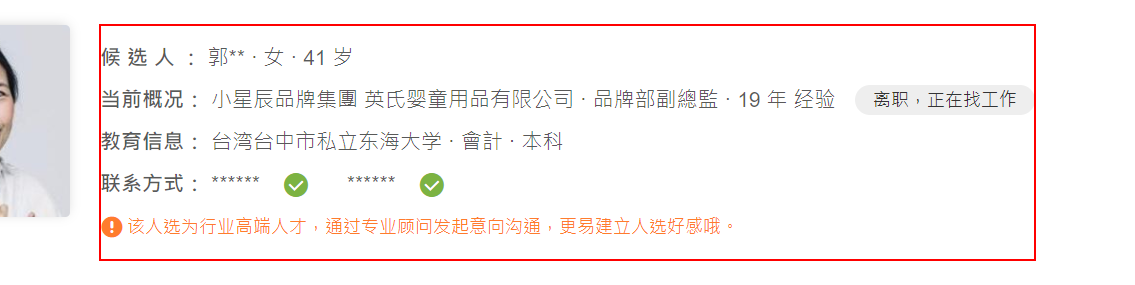 候 选 人 ： 郭** · 女 · 41 岁
当前概况： 小星辰品牌集團 英氏婴童用品有限公司 · 品牌部副總監 · 19 年 经验 离职，正在找工作
教育信息： 台湾台中市私立东海大学 · 會計 · 本科
联系方式： ****** ******
该人选为行业高端人才，通过专业顾问发起意向沟通，更易建立人选好感哦。